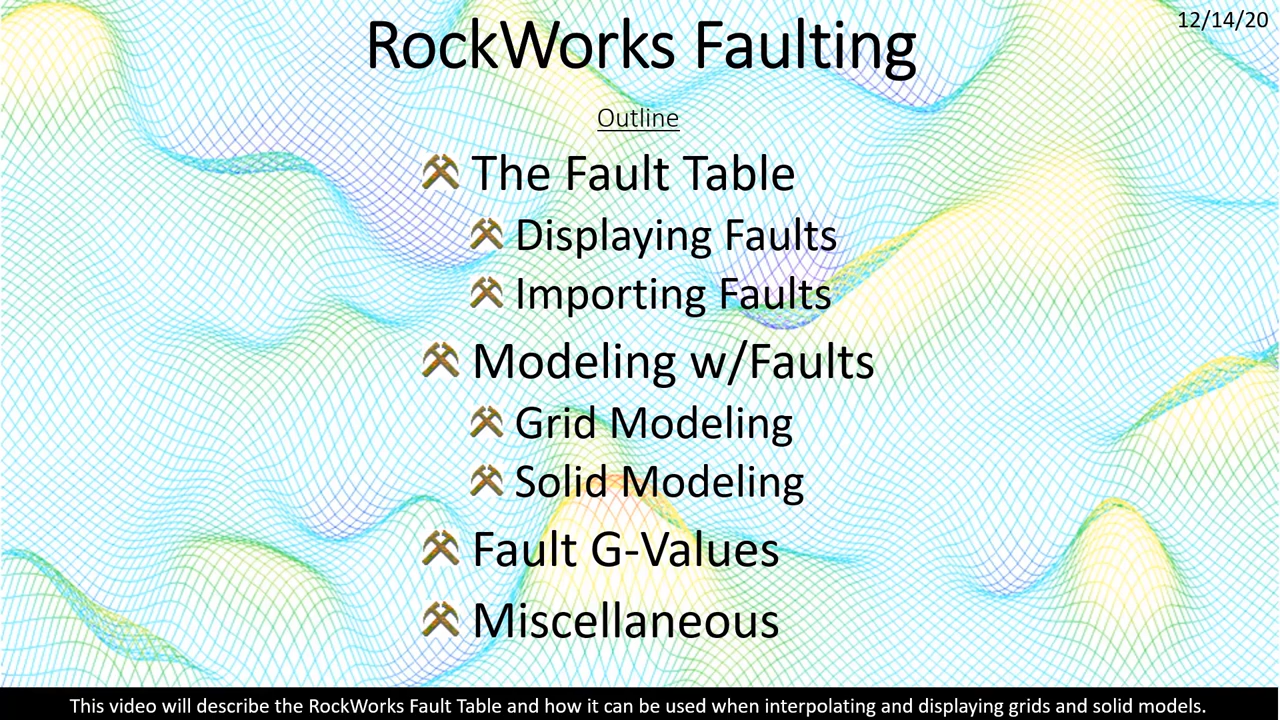 12/14/20
RockWorks Faulting
Outline
The Fault Table
Displaying Faults
Importing Faults
Modeling w/Faults
Grid Modeling
Solid Modeling
Fault G-Values
Miscellaneous
This video will describe the RockWorks Fault Table and how it can be used when interpolating and displaying grids and solid models.